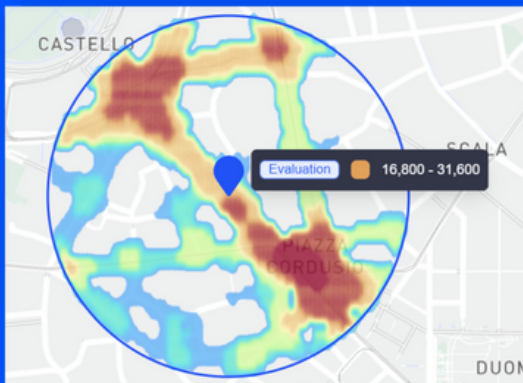 CASTELLO
SCALA
Evaluation 16,800 - 31,600
PIAZZA
CORDUSIO
DUOM